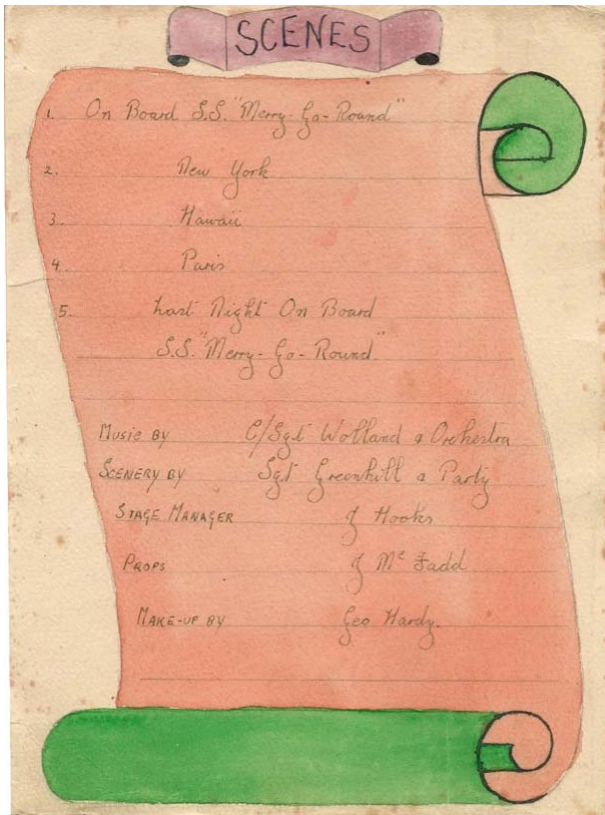 SCENES
1. On Board S.S. "Merry-Go-Round"
2. New York
3. Hawaii
4. Paris
5. Last Night On Board
S.S. "Merry-Go-Round"
Music by C/Sgt Wolland & Orchestra
Scenery by Sgt Greenhill & Party
Stage Manager J Hooks
Props J Mc Fadd
Make-up by Geo Hardy.